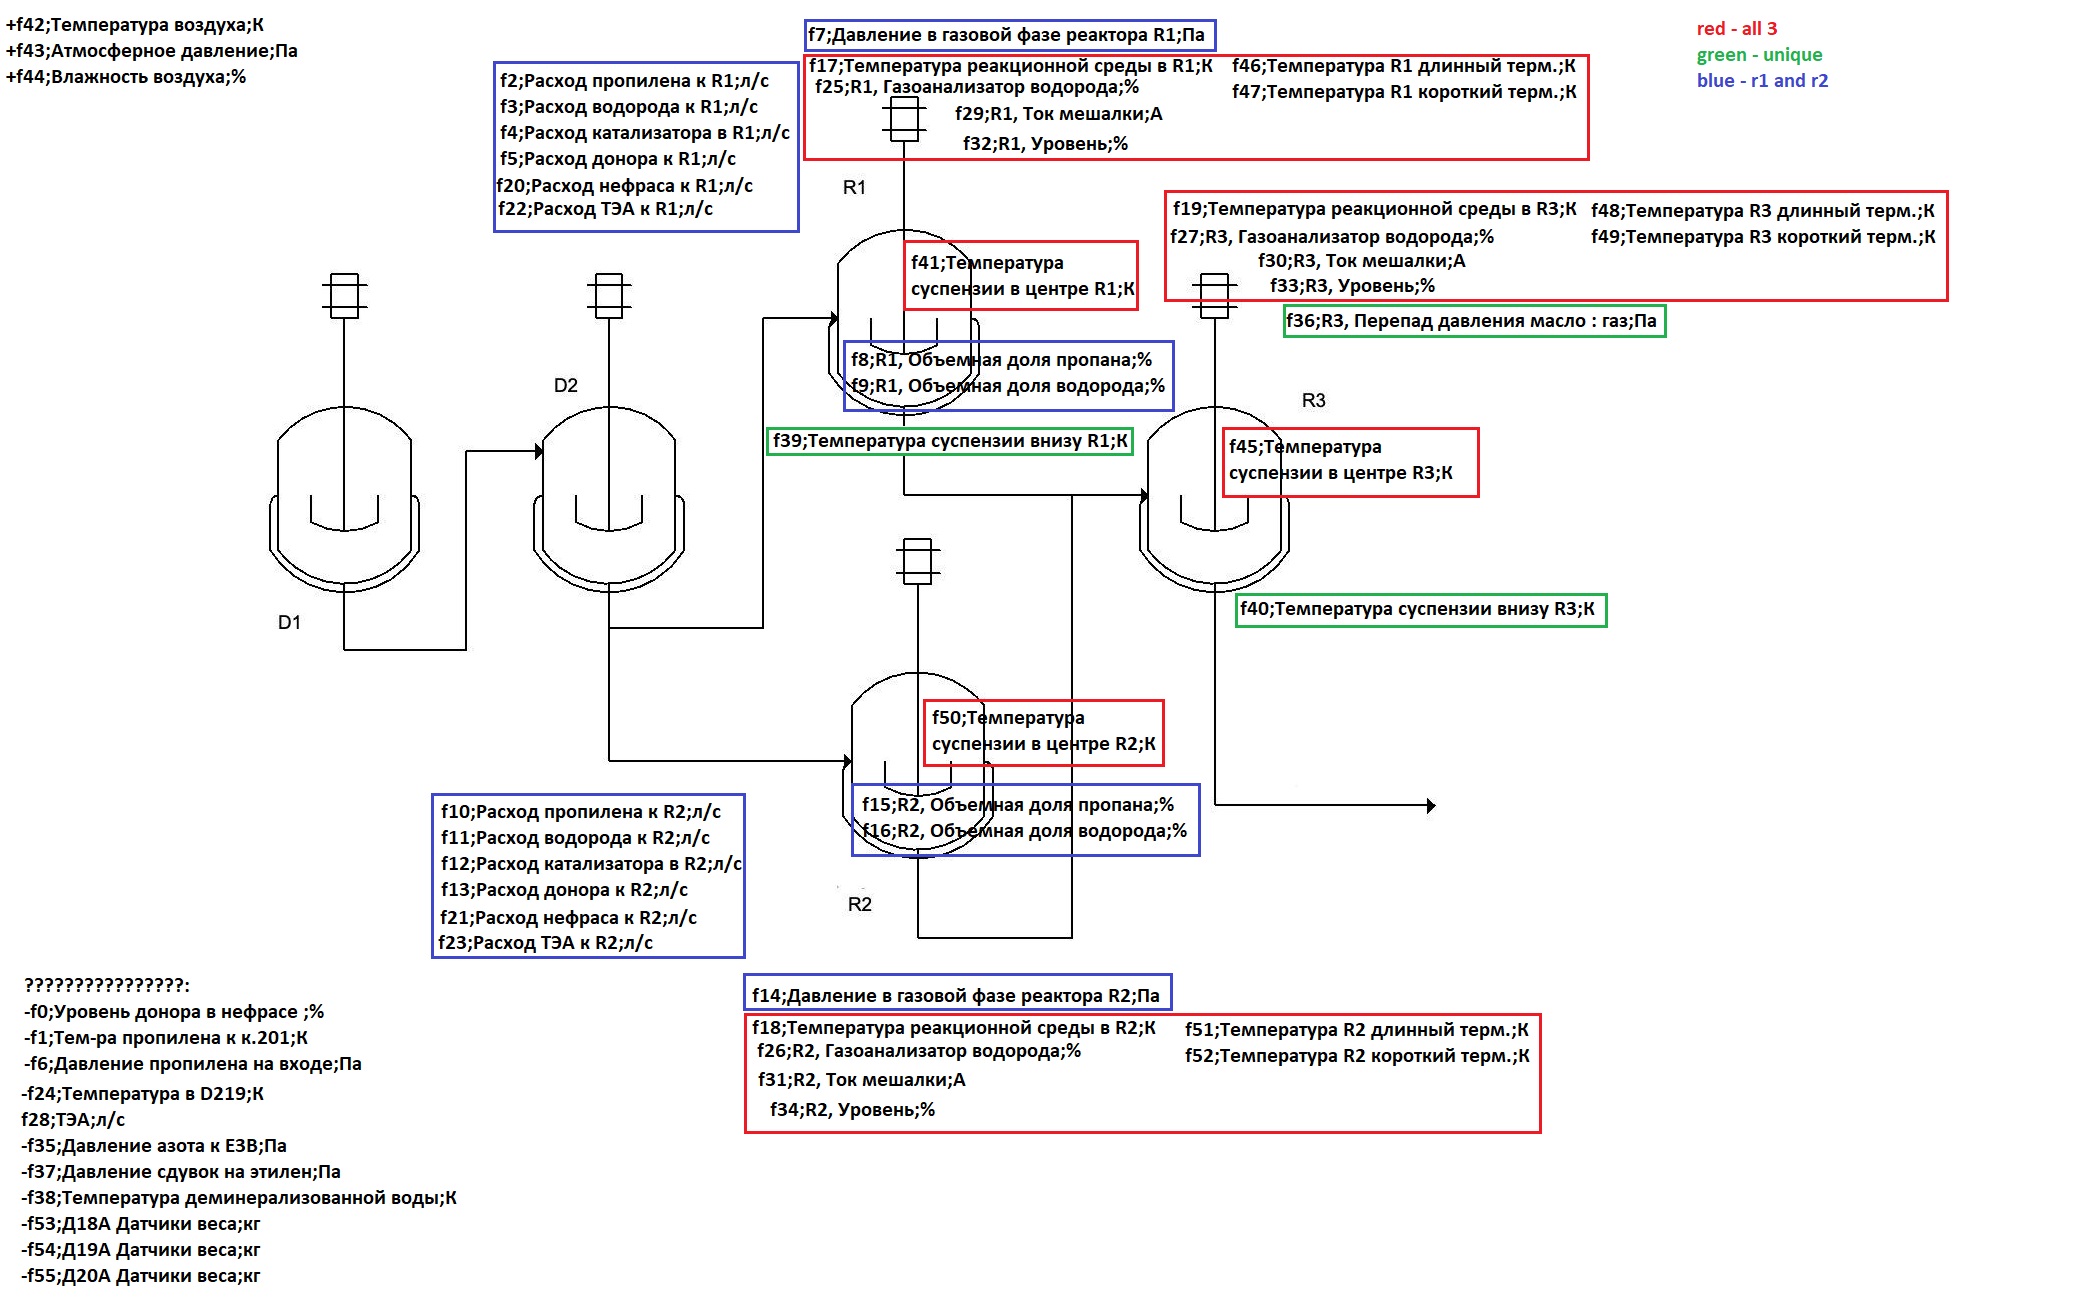 +f42;Температура воздуха;К
+f43;Атмосферное давление;Па
+f44;Влажность воздуха;%
f7;Давление в газовой фазе реактора R1;Па
red - all 3
green - unique
blue - r1 and r2
f17;Температура реакционной среды в R1;К
f46;Температура R1 длинный терм.;К
f25;R1, Газоанализатор водорода;%
f47;Температура R1 короткий терм.;К
f29;R1, Ток мешалки;А
f32;R1, Уровень;%
f2;Расход пропилена к R1;л/с
f3;Расход водорода к R1;л/с
f4;Расход катализатора в R1;л/с
f5;Расход донора к R1;л/с
f20;Расход нефраса к R1;л/с
f22;Расход ТЭА к R1;л/с
R1
f19;Температура реакционной среды в R3;К
f48;Температура R3 длинный терм.;К
f27;R3, Газоанализатор водорода;%
f49;Температура R3 короткий терм.;К
f30;R3, Ток мешалки;А
f33;R3, Уровень;%
f36;R3, Перепад давления масло : газ;Па
f41;Температура
суспензии в центре R1;К
f8;R1, Объемная доля пропана;%
f9;R1, Объемная доля водорода;%
D2
R3
f39;Температура суспензии внизу R1;К
f45;Температура
суспензии в центре R3;К
D1
f40;Температура суспензии внизу R3;К
f50;Температура
суспензии в центре R2;К
f15;R2, Объемная доля пропана;%
f16;R2, Объемная доля водорода;%
f10;Расход пропилена к R2;л/с
f11;Расход водорода к R2;л/с
f12;Расход катализатора в R2;л/с
f13;Расход донора к R2;л/с
f21;Расход нефраса к R2;л/с
f23;Расход ТЭА к R2;л/с
R2
f14;Давление в газовой фазе реактора R2;Па
f18;Температура реакционной среды в R2;К
f51;Температура R2 длинный терм.;К
f26;R2, Газоанализатор водорода;%
f52;Температура R2 короткий терм.;К
f31;R2, Ток мешалки;А
f34;R2, Уровень;%
????????????????:
-f0;Уровень донора в нефрасе ;%
-f1;Тем-ра пропилена к к.201;К
-f6;Давление пропилена на входе;Па
-f24;Температура в D219;К
f28;ТЭА;л/с
-f35;Давление азота к Е3В;Па
-f37;Давление сдувок на этилен;Па
-f38;Температура деминерализованной воды;К
-f53;Д18А Датчики веса;кг
-f54;Д19А Датчики веса;кг
-f55;Д20А Датчики веса;кг